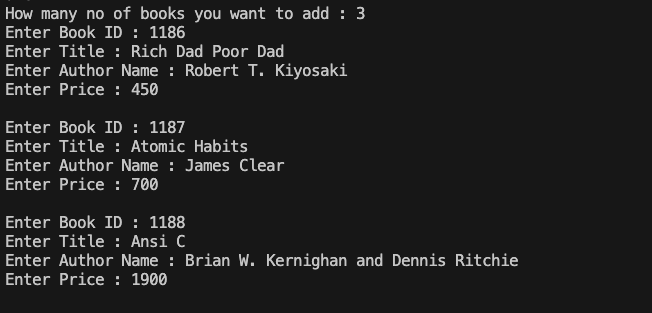 How many no of books you want to add : 3
Enter Book ID : 1186
Enter Title : Rich Dad Poor Dad
Enter Author Name : Robert T. Kiyosaki
Enter Price : 450
Enter Book ID : 1187
Enter Title : Atomic Habits
Enter Author Name : James Clear
Enter Price : 700
Enter Book ID : 1188
Enter Title : Ansi C
Enter Author Name : Brian W. Kernighan and Dennis Ritchie
Enter Price : 1900